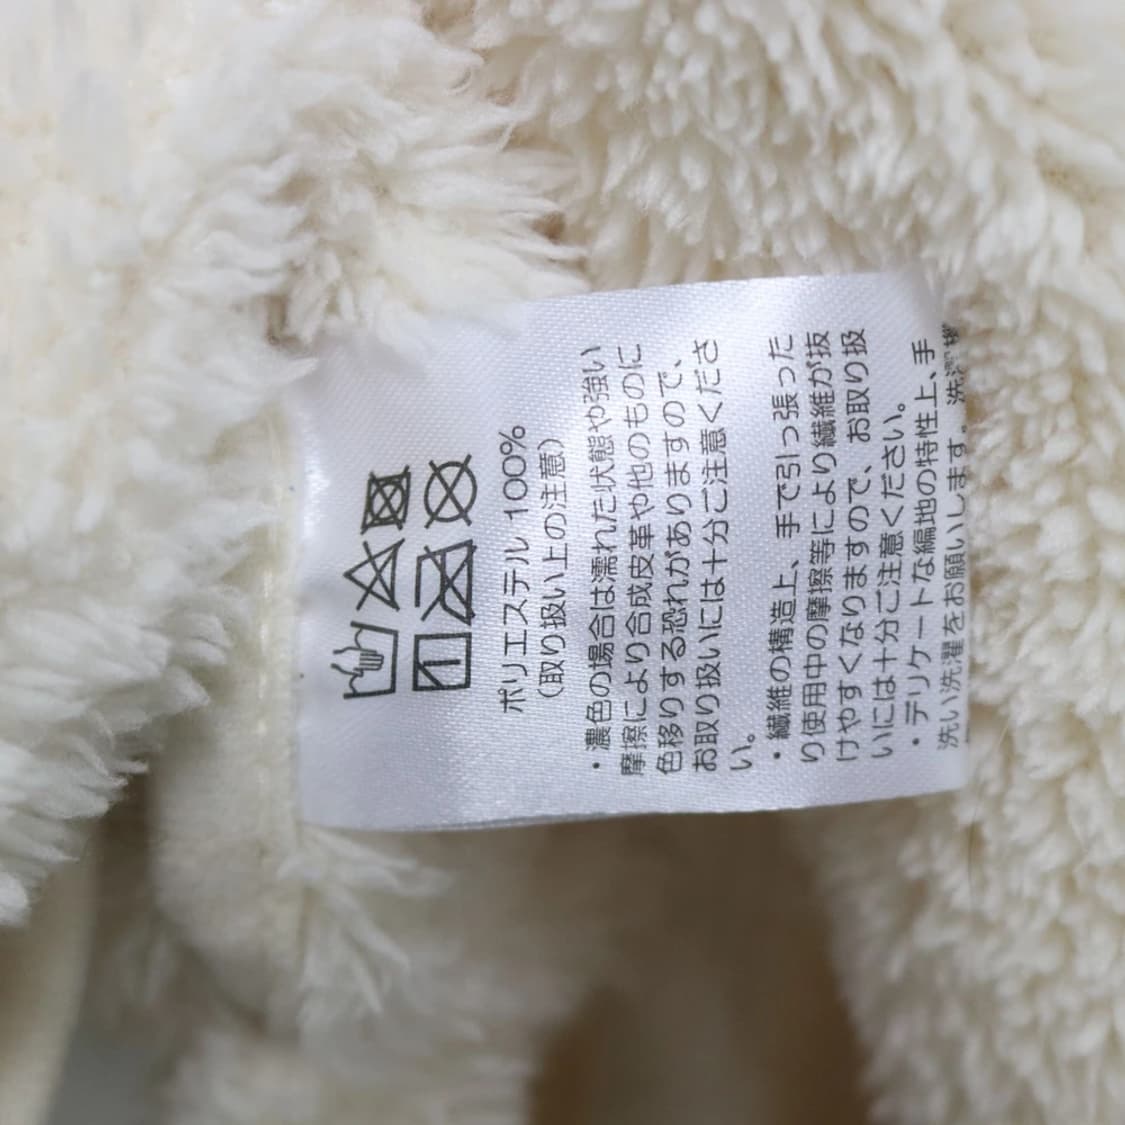 ポリエステル 100%
（取り扱い上の注意）
・濃色の場合は濡れた状態や強い
摩擦により合成皮革や他のものに
色移りする恐れがありますので、
お取り扱いには十分ご注意くださ
い。
・繊維の構造上、手で引っ張った
り使用中の摩擦等により繊維が抜
けやすくなりますので、お取り扱
いには十分ご注意ください。
・デリケートな編地の特性上、手
洗い洗濯をお願いします。洗濯機